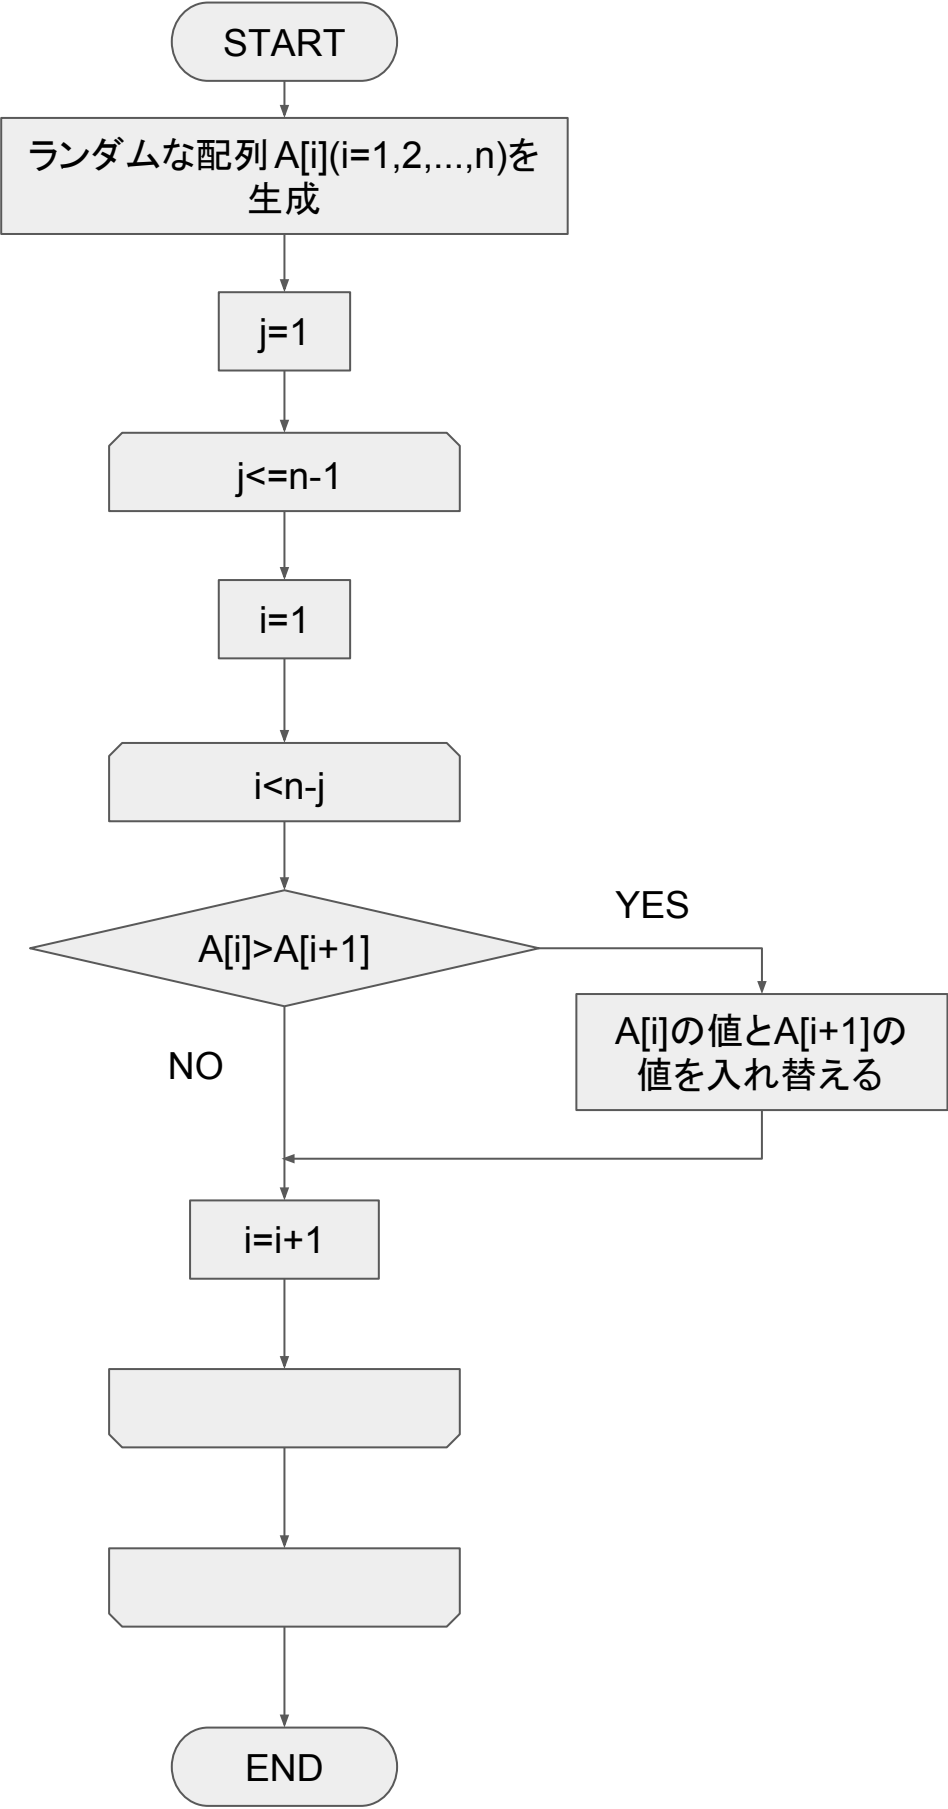 START
ランダムな配列A[i](i=1,2,...,n)を
生成
j=1
j<=n-1
i=1
i<n-j
A[i]>A[i+1]
YES
A[i]の値とA[i+1]の
値を入れ替える
NO
i=i+1
END